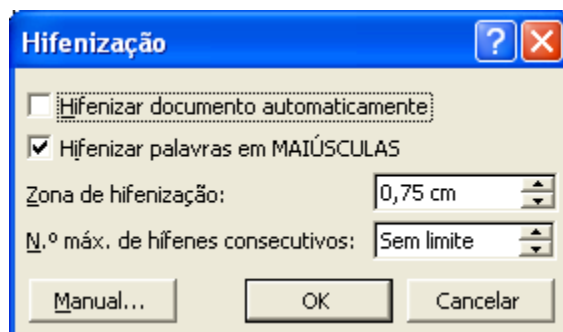 Hifenização
Hifenizar documento automaticamente
Hifenizar palavras em MAIÚSCULAS
Zona de hifenização: 0,75 cm
N.º máx. de hífenes consecutivos: Sem limite
Manual... OK Cancelar